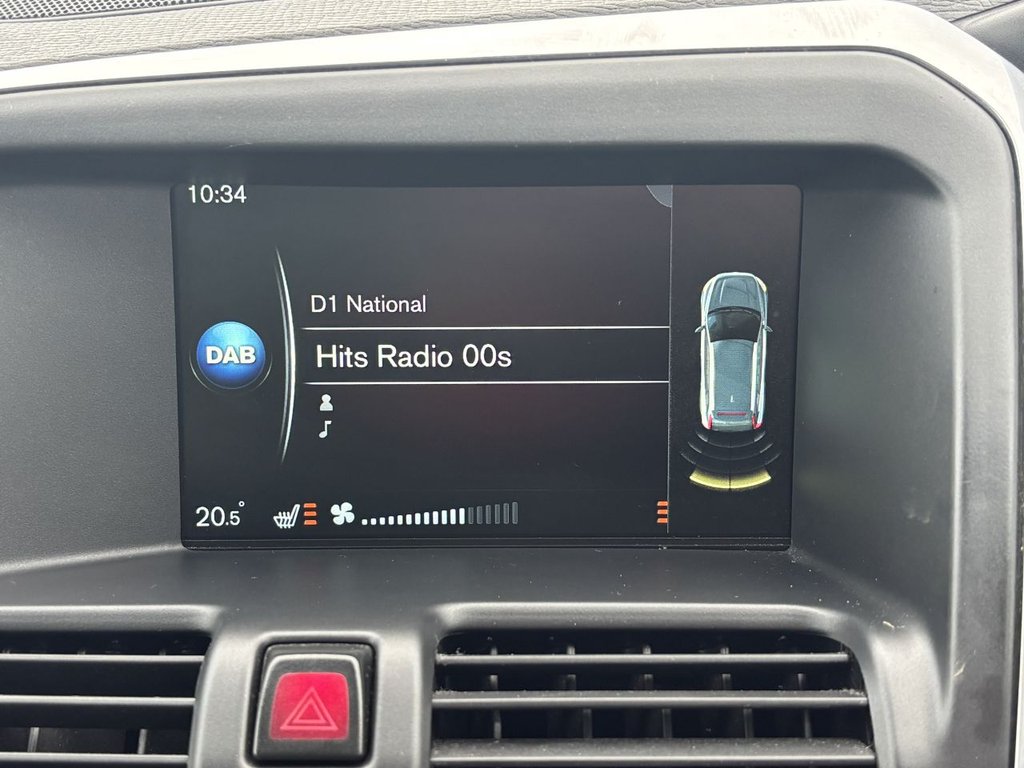 10:34
D1 National
DAB
Hits Radio 00s
20.5°